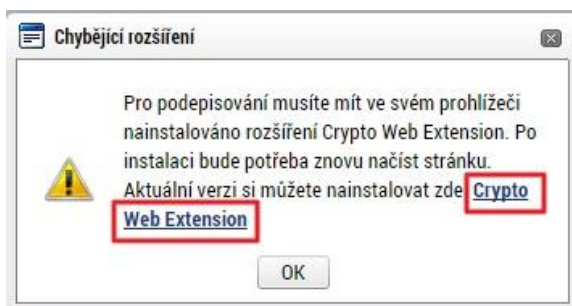 Chybějící rozšíření
Pro podepisování musíte mít ve svém prohlížeči
nainstalováno rozšíření Crypto Web Extension. Po
instalaci bude potřeba znovu načíst stránku.
Aktuální verzi si můžete nainstalovat zde Crypto
Web Extension
OK